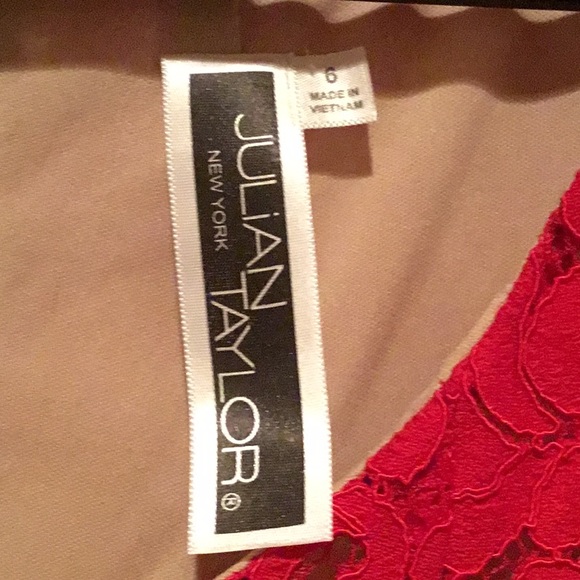 JULiAN TAYLOR®
NEW YORK
6
MADE IN
VIETNAM